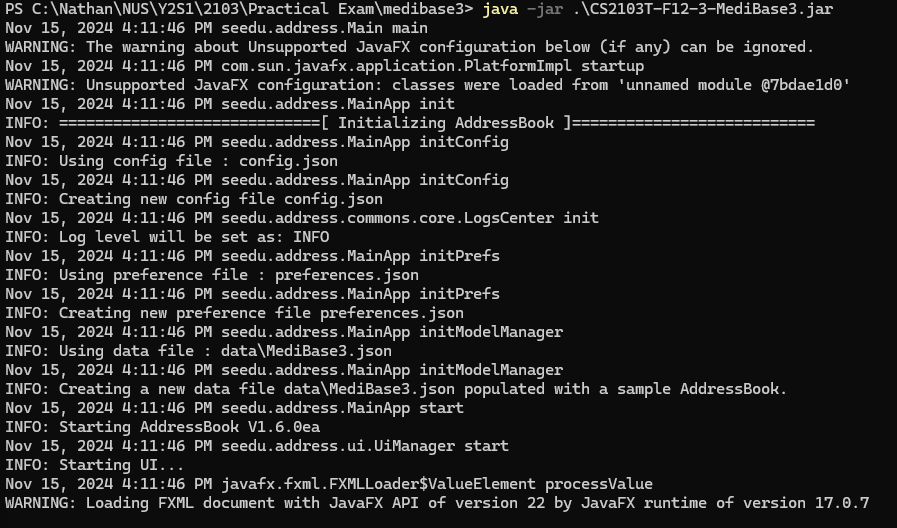 PS C:\Nathan\NUS\Y2S1\2103\Practical Exam\medibase3> java -jar .\CS2103T-F12-3-MediBase3.jar
Nov 15, 2024 4:11:46 PM seedu.address.Main main
WARNING: The warning about Unsupported JavaFX configuration below (if any) can be ignored.
Nov 15, 2024 4:11:46 PM com.sun.javafx.application.PlatformImpl startup
WARNING: Unsupported JavaFX configuration: classes were loaded from 'unnamed module @7bdae1d0'
Nov 15, 2024 4:11:46 PM seedu.address.MainApp init
INFO: =============================[ Initializing AddressBook ]===========================
Nov 15, 2024 4:11:46 PM seedu.address.MainApp initConfig
INFO: Using config file : config.json
Nov 15, 2024 4:11:46 PM seedu.address.MainApp initConfig
INFO: Creating new config file config.json
Nov 15, 2024 4:11:46 PM seedu.address.commons.core.LogsCenter init
INFO: Log level will be set as: INFO
Nov 15, 2024 4:11:46 PM seedu.address.MainApp initPrefs
INFO: Using preference file : preferences.json
Nov 15, 2024 4:11:46 PM seedu.address.MainApp initPrefs
INFO: Creating new preference file preferences.json
Nov 15, 2024 4:11:46 PM seedu.address.MainApp initModelManager
INFO: Using data file : data\MediBase3.json
Nov 15, 2024 4:11:46 PM seedu.address.MainApp initModelManager
INFO: Creating a new data file data\MediBase3.json populated with a sample AddressBook.
Nov 15, 2024 4:11:46 PM seedu.address.MainApp start
INFO: Starting AddressBook V1.6.0ea
Nov 15, 2024 4:11:46 PM seedu.address.ui.UiManager start
INFO: Starting UI...
Nov 15, 2024 4:11:46 PM javafx.fxml.FXMLLoader$ValueElement processValue
WARNING: Loading FXML document with JavaFX API of version 22 by JavaFX runtime of version 17.0.7